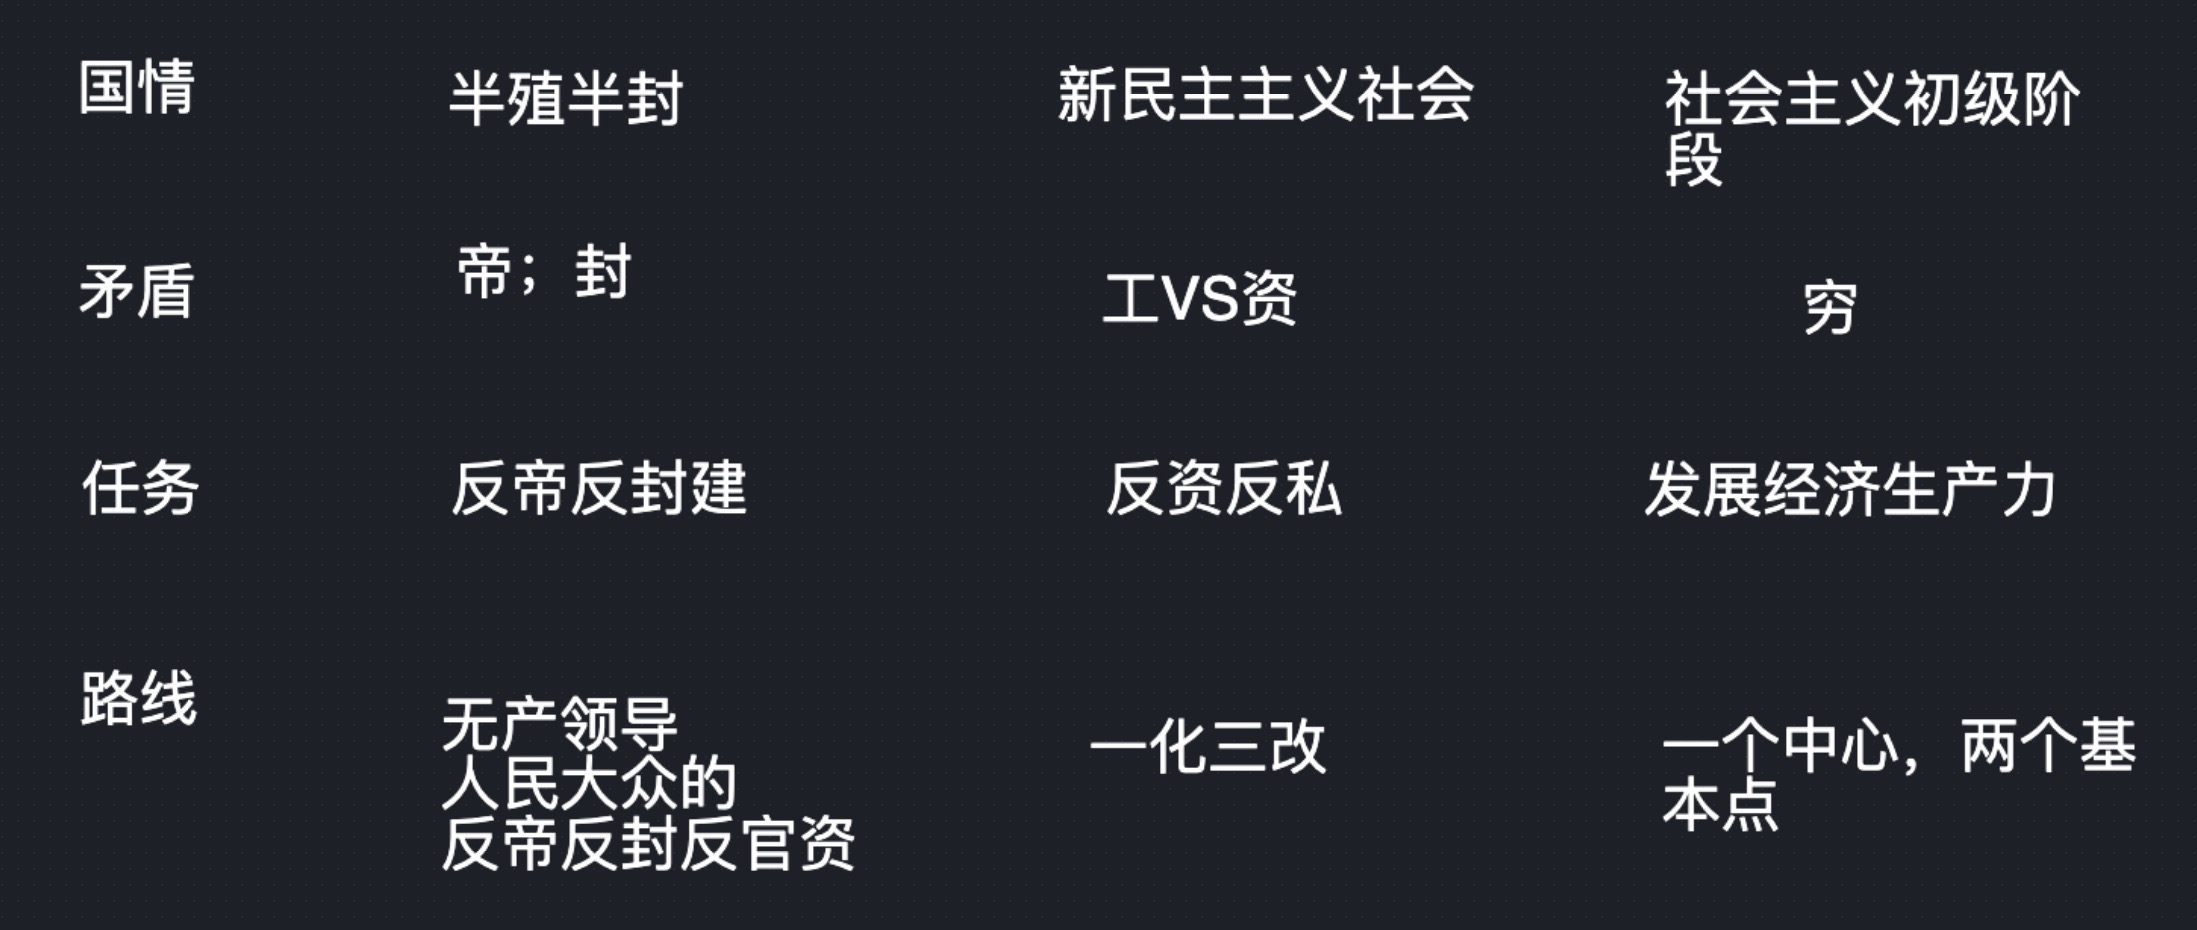 国情
半殖半封
新民主主义社会
社会主义初级阶
段
矛盾
帝；封
工VS资
穷
任务
反帝反封建
反资反私
发展经济生产力
路线
无产领导
人民大众的
反帝反封反官资
一化三改
一个中心，两个基
本点